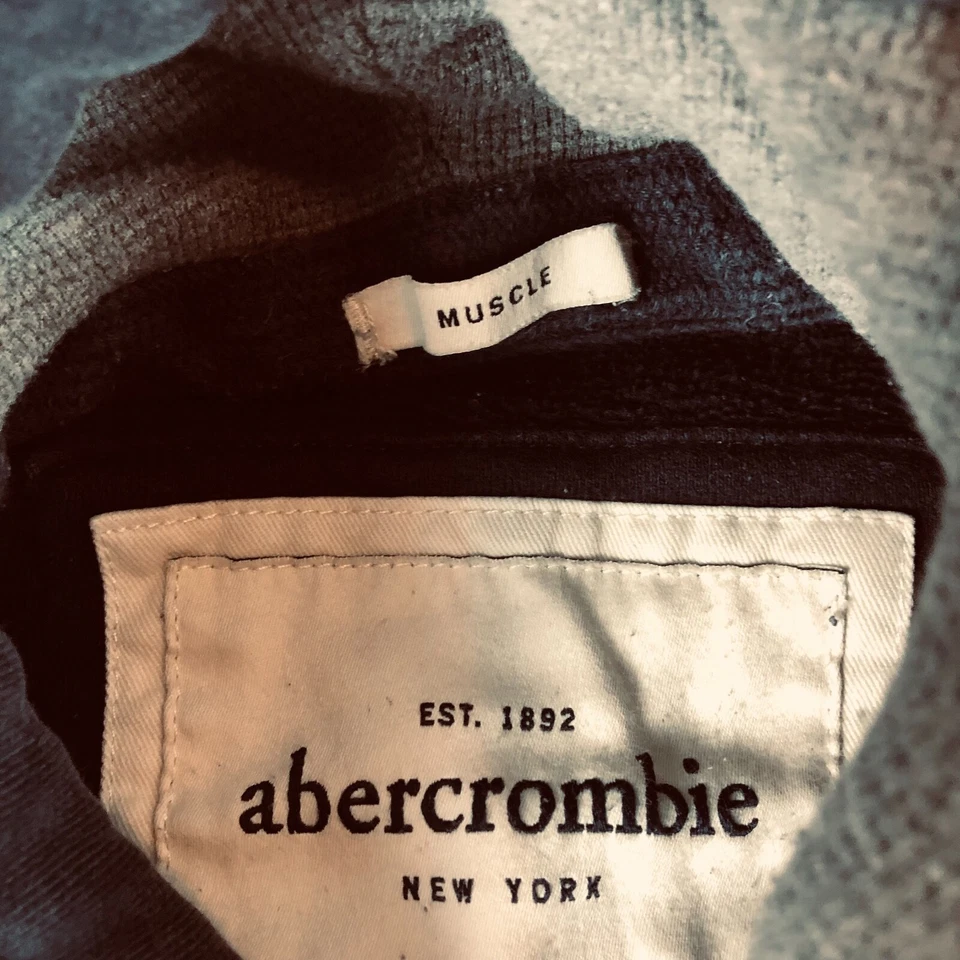 MUSCLE
EST. 1892
abercrombie
NEW YORK